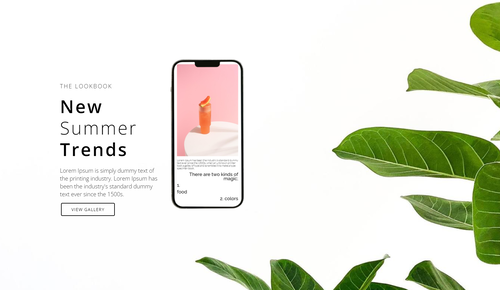 THE LOOKBOOK
New
Summer
Trends
Lorem Ipsum is simply dummy text of
the printing industry. Lorem Ipsum has
been the industry's standard dummy
text ever since the 1500s.
VIEW GALLERY
There are two kinds of
magic:
1.
food
2. colors